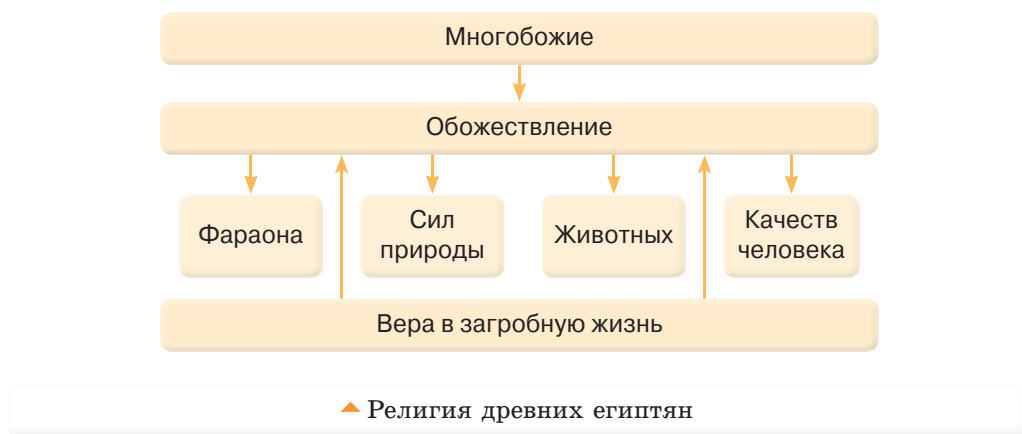 Многобожие
Обожествление
Фараона
Сил
природы
Животных
Качеств
человека
Вера в загробную жизнь
Религия древних египтян